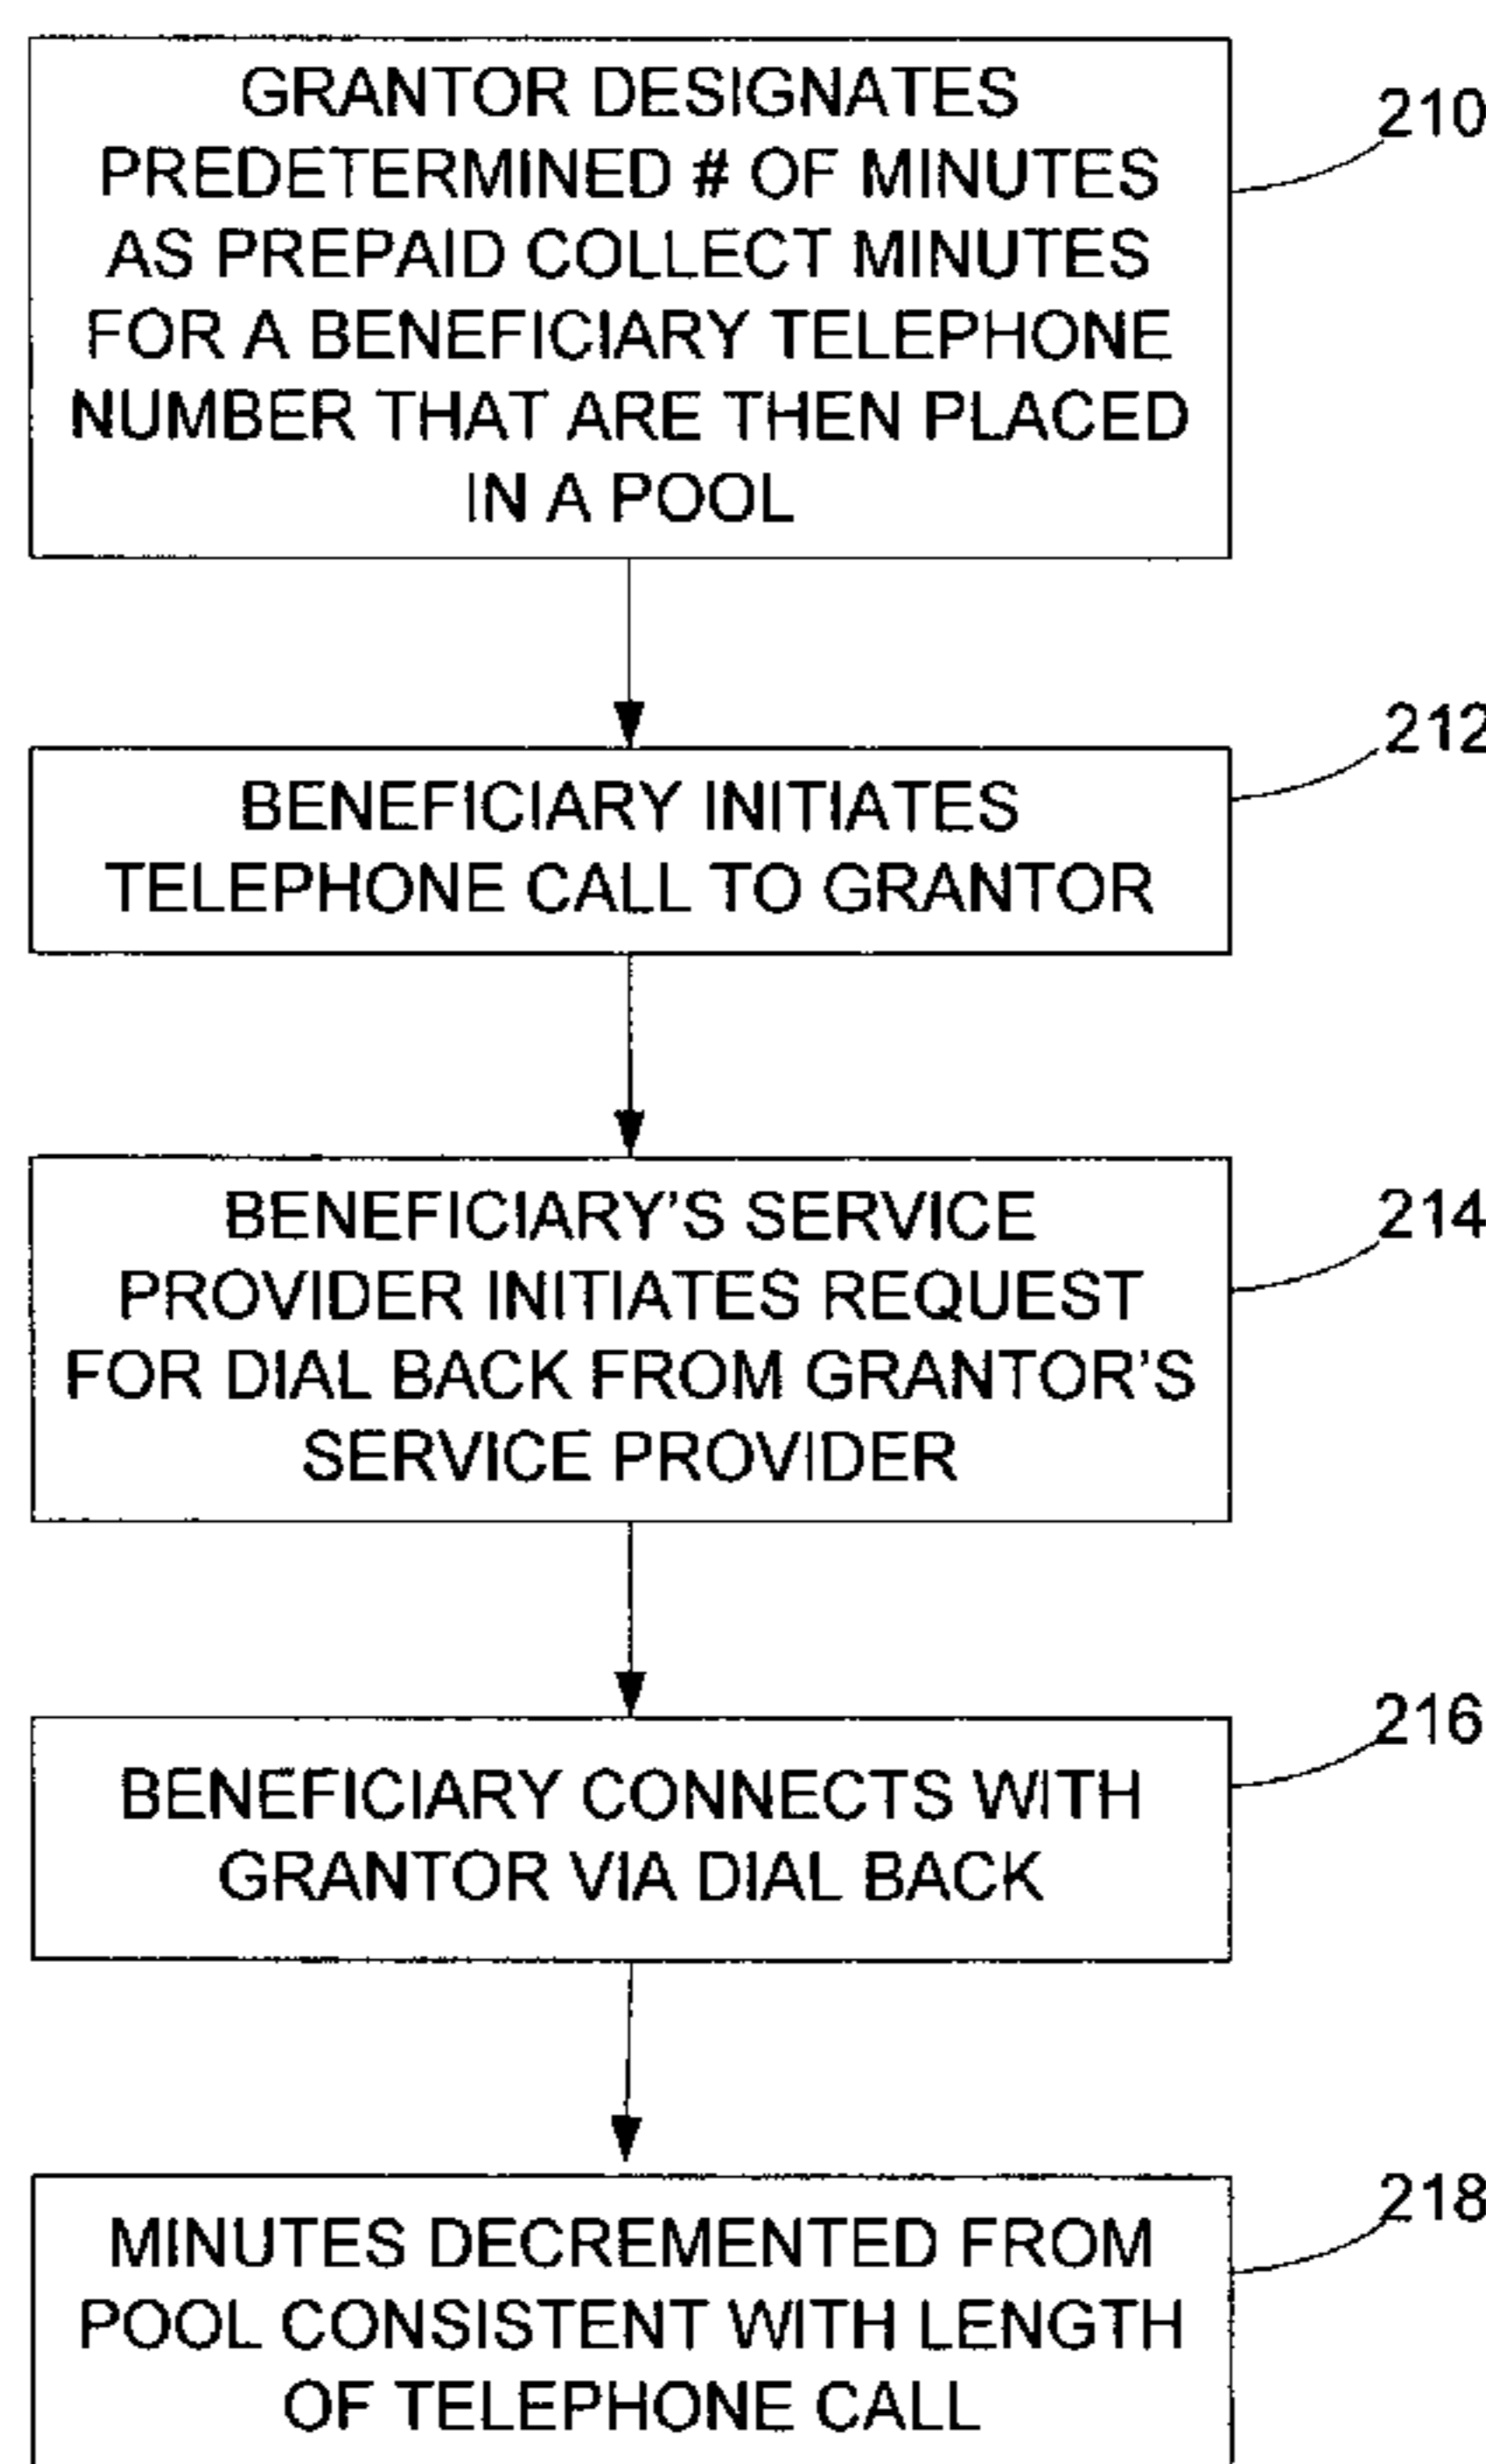 GRANTOR DESIGNATES
PREDETERMINED # OF MINUTES
AS PREPAID COLLECT MINUTES
FOR A BENEFICIARY TELEPHONE
NUMBER THAT ARE THEN PLACED
IN A POOL
210
BENEFICIARY INITIATES
TELEPHONE CALL TO GRANTOR
212
BENEFICIARY'S SERVICE
PROVIDER INITIATES REQUEST
FOR DIAL BACK FROM GRANTOR'S
SERVICE PROVIDER
214
BENEFICIARY CONNECTS WITH
GRANTOR VIA DIAL BACK
216
MINUTES DECREMENTED FROM
POOL CONSISTENT WITH LENGTH
OF TELEPHONE CALL
218